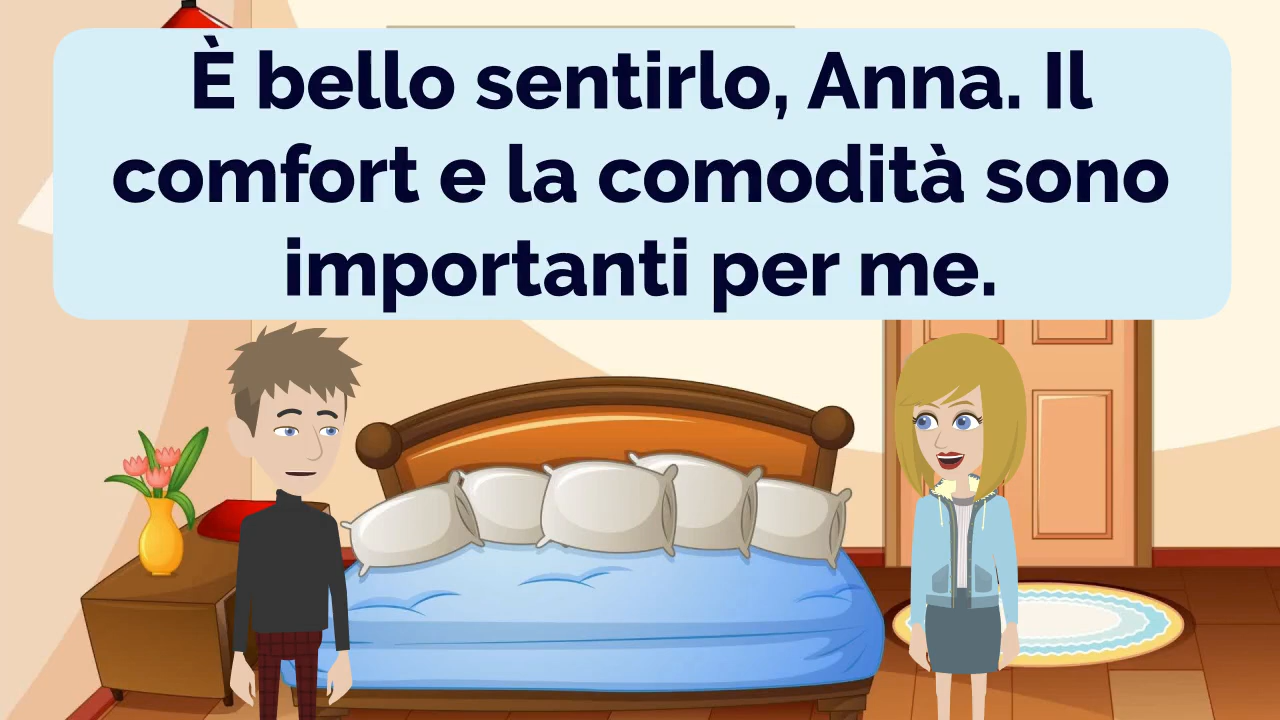 È bello sentirlo, Anna. Il
comfort e la comodità sono
importanti per me.